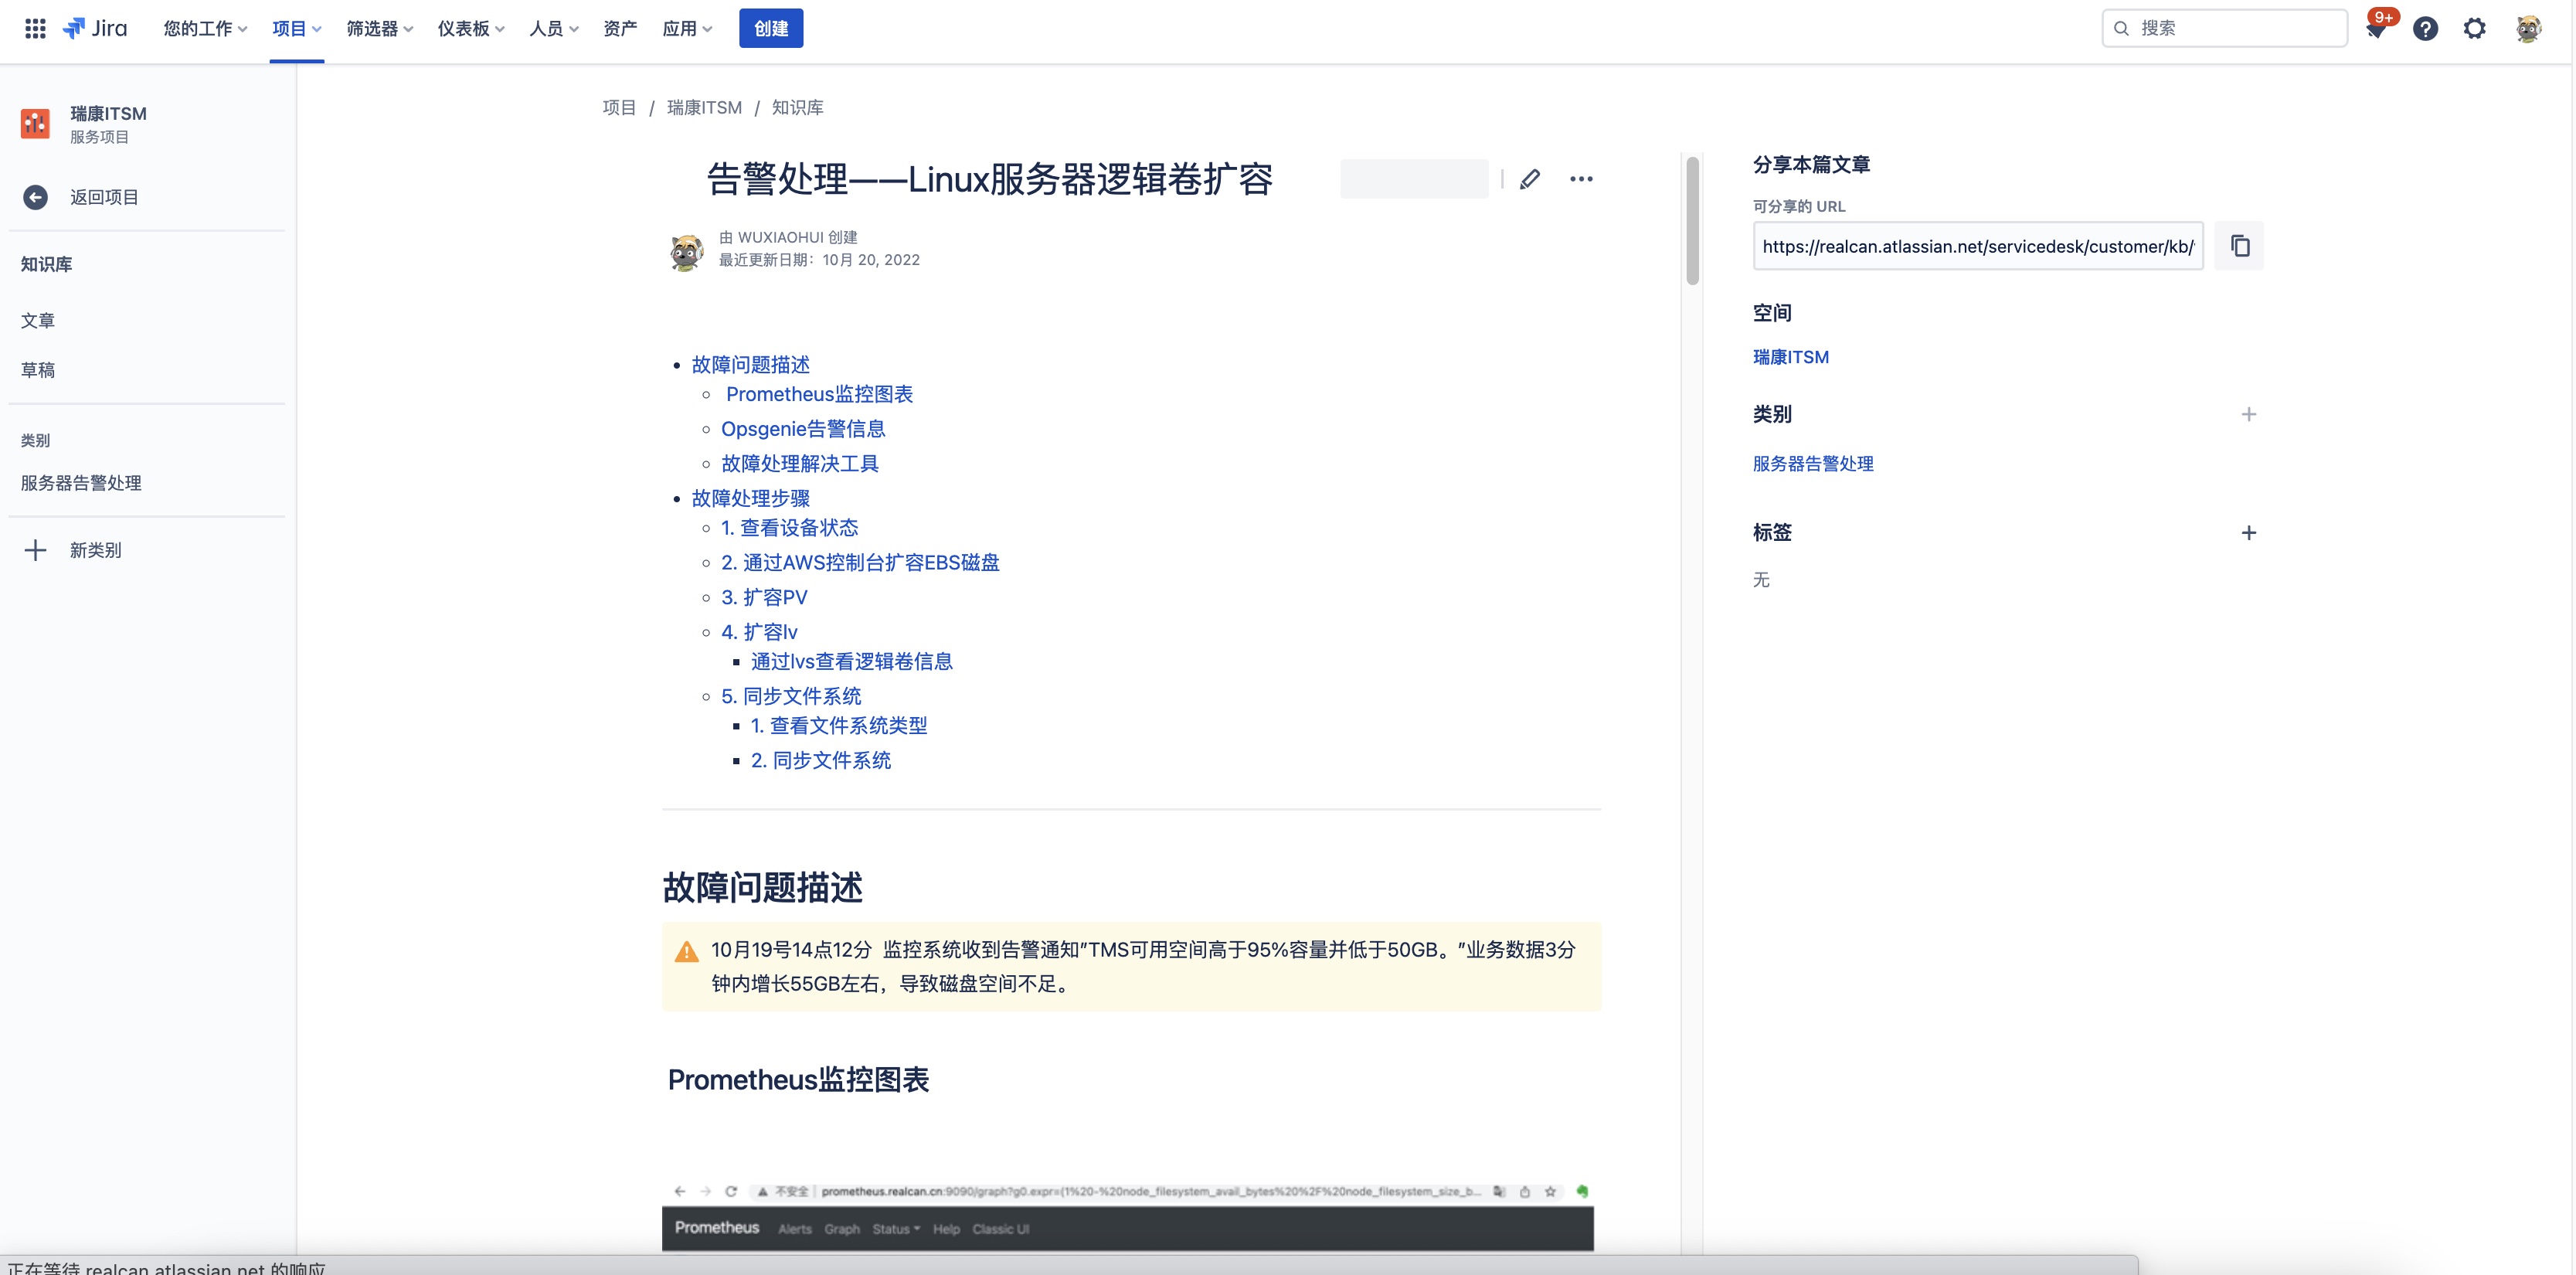 Jira 您的工作 项目 筛选器 仪表板 人员 资产 应用 创建 搜索 9+
瑞康ITSM
服务项目
返回项目
知识库
文章
草稿
类别
服务器告警处理
新类别
项目 / 瑞康ITSM / 知识库
告警处理——Linux服务器逻辑卷扩容
由 WUXIAOHUI 创建
最近更新日期：10月 20, 2022
故障问题描述
Prometheus监控图表
Opsgenie告警信息
故障处理解决工具
故障处理步骤
1. 查看设备状态
2. 通过AWS控制台扩容EBS磁盘
3. 扩容PV
4. 扩容lv
通过lvs查看逻辑卷信息
5. 同步文件系统
1. 查看文件系统类型
2. 同步文件系统
故障问题描述
10月19号14点12分 监控系统收到告警通知"TMS可用空间高于95%容量并低于50GB。"业务数据3分
钟内增长55GB左右，导致磁盘空间不足。
Prometheus监控图表
不安全 prometheus.realcan.cn:9090/graph?g0.expr=(1%20-%20node_filesystem_avail_bytes%20%2F%20node_filesystem_size_b...
Prometheus Alerts Graph Status Help Classic UI
分享本篇文章
可分享的 URL
https://realcan.atlassian.net/servicedesk/customer/kb/
空间
瑞康ITSM
类别
服务器告警处理
标签
无
正在等待 realcan.atlassian.net 的响应